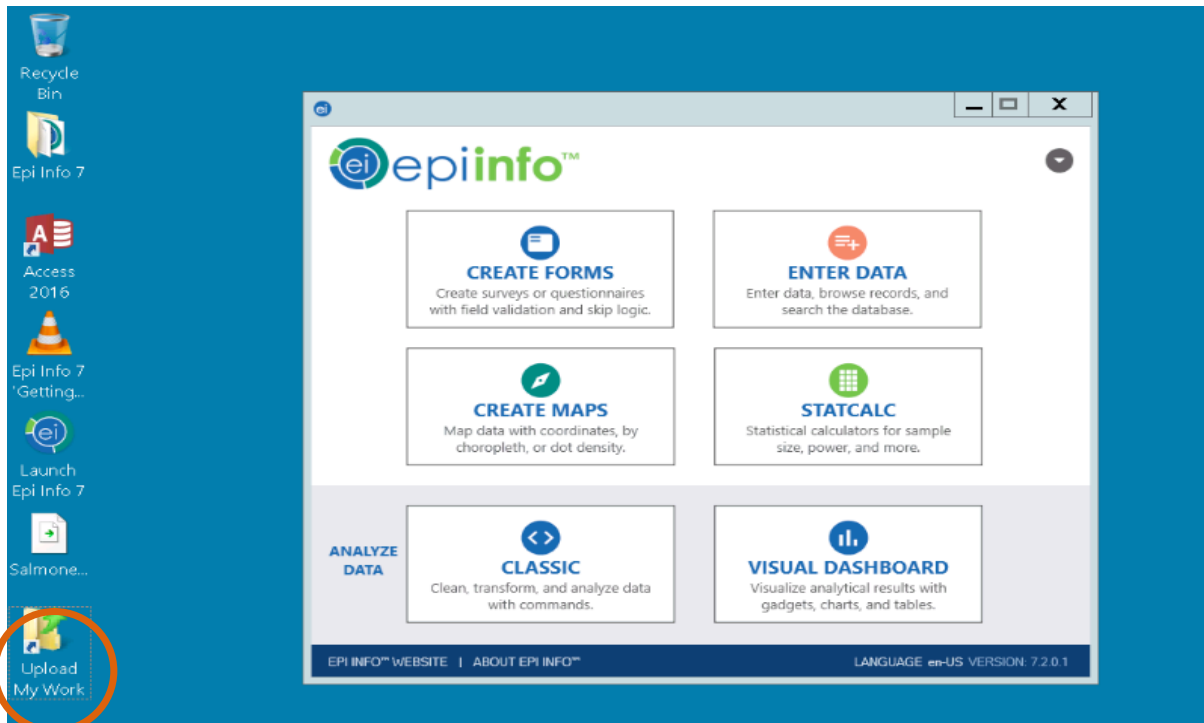 Recycle
Bin
Epi Info 7
Access
2016
Epi Info 7
'Getting...
Launch
Epi Info 7
Salmone...
Upload
My Work
ei
X
ei epiinfo™
CREATE FORMS
Create surveys or questionnaires
with field validation and skip logic.
ENTER DATA
Enter data, browse records, and
search the database.
CREATE MAPS
Map data with coordinates, by
choropleth, or dot density.
STATCALC
Statistical calculators for sample
size, power, and more.
ANALYZE
DATA
CLASSIC
Clean, transform, and analyze data
with commands.
VISUAL DASHBOARD
Visualize analytical results with
gadgets, charts, and tables.
EPI INFO™ WEBSITE | ABOUT EPI INFO™
LANGUAGE en-US VERSION: 7.2.0.1